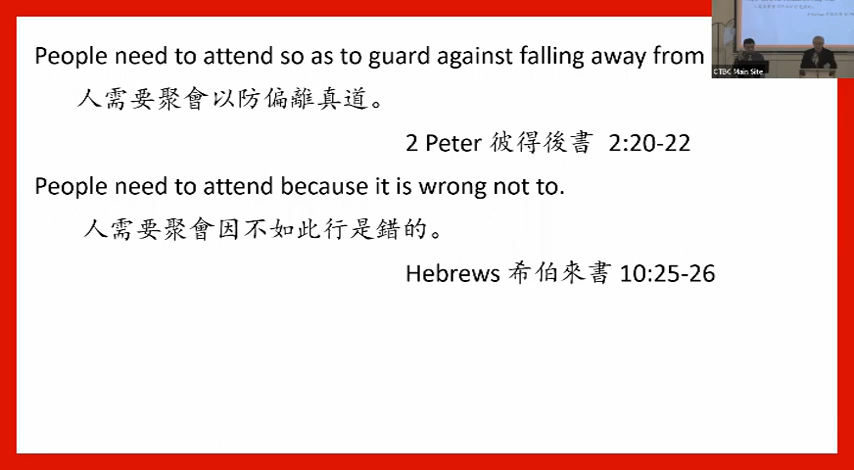 People need to attend so as to guard against falling away from
人需要聚會以防偏離真道。
2 Peter 彼得後書 2:20-22
People need to attend because it is wrong not to.
人需要聚會因不如此行是錯的。
Hebrews 希伯來書 10:25-26
CTBC Main Site